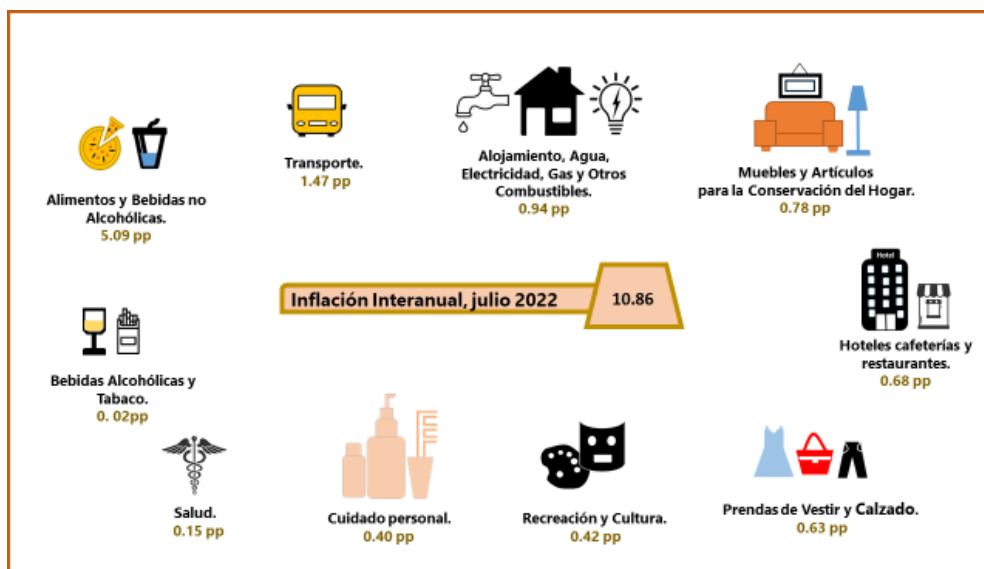 Transporte.
1.47 pp
Alojamiento, Agua,
Electricidad, Gas y Otros
Combustibles.
0.94 pp
Muebles y Artículos
para la Conservación del Hogar.
0.78 pp
Alimentos y Bebidas no
Alcohólicas.
5.09 pp
Inflación Interanual, julio 2022
10.86
Hotel
Hoteles cafeterías y
restaurantes.
0.68 pp
Bebidas Alcohólicas y
Tabaco.
0. 02pp
Salud.
0.15 pp
Cuidado personal.
0.40 pp
Recreación y Cultura.
0.42 pp
Prendas de Vestir y Calzado.
0.63 pp